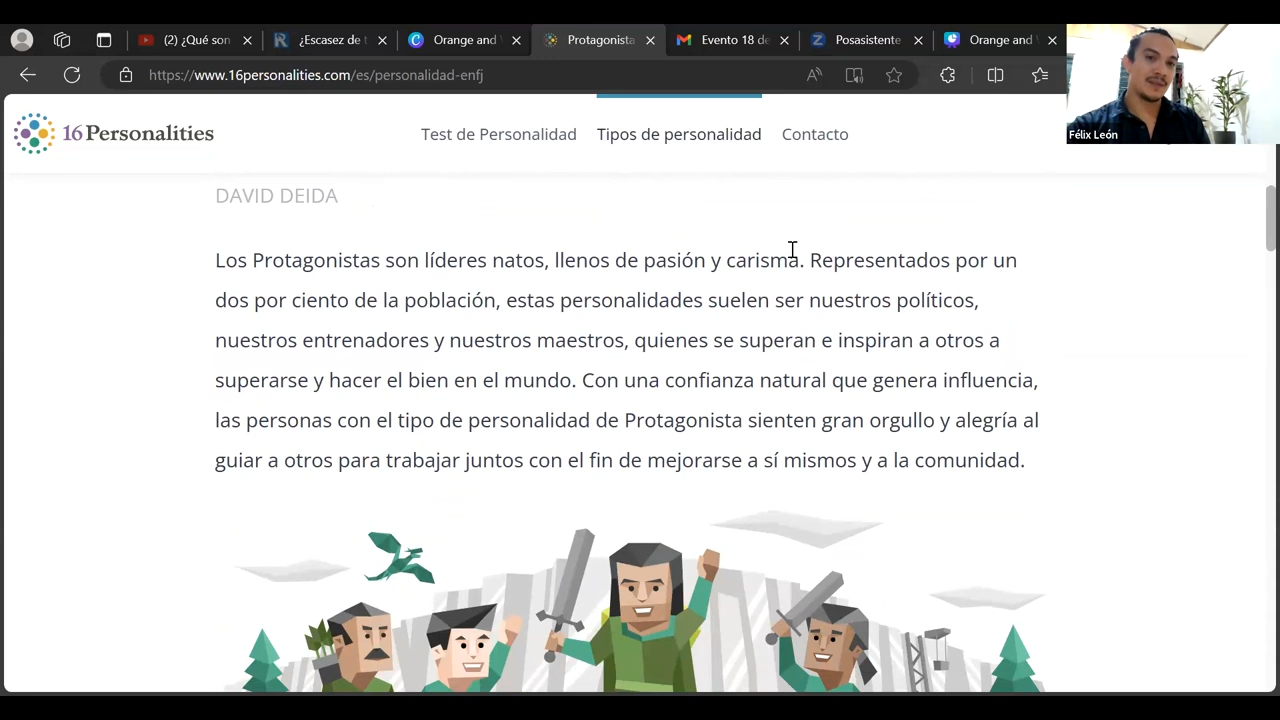 (2) ¿Qué son
¿Escasez de t
Orange and
Protagonista
Evento 18 de
Posasistente
Orange and
https://www.16personalities.com/es/personalidad-enfj
Félix León
16Personalities
Test de Personalidad
Tipos de personalidad
Contacto
DAVID DEIDA
Los Protagonistas son líderes natos, llenos de pasión y carisma. Representados por un
dos por ciento de la población, estas personalidades suelen ser nuestros políticos,
nuestros entrenadores y nuestros maestros, quienes se superan e inspiran a otros a
superarse y hacer el bien en el mundo. Con una confianza natural que genera influencia,
las personas con el tipo de personalidad de Protagonista sienten gran orgullo y alegría al
guiar a otros para trabajar juntos con el fin de mejorarse a sí mismos y a la comunidad.